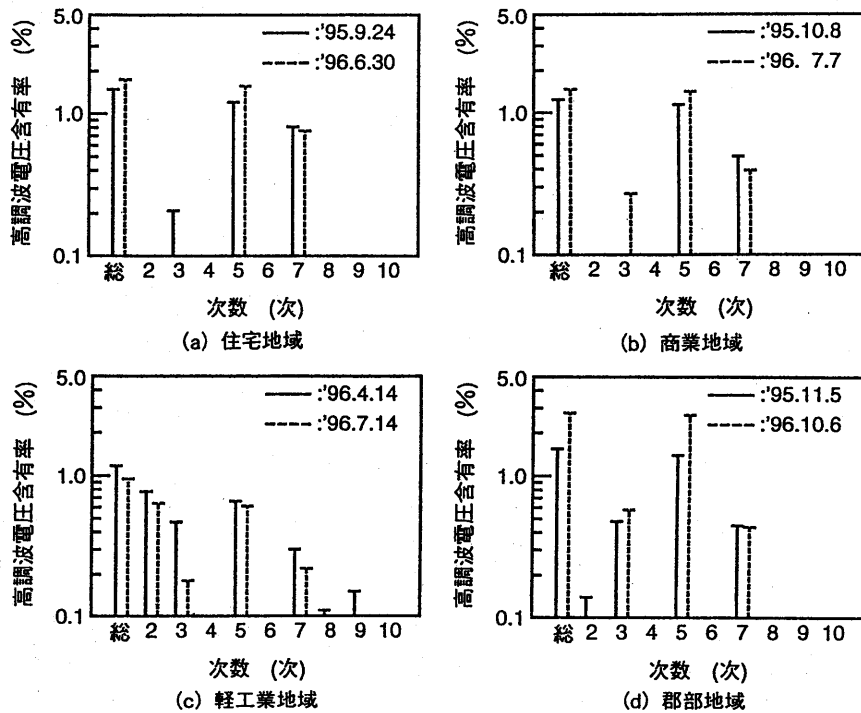 高調波電圧含有率 (%)
5.0
1.0
0.1
:'95.9.24
:'96.6.30
総 2 3 4 5 6 7 8 9 10
次数 (次)
(a) 住宅地域
高調波電圧含有率 (%)
5.0
1.0
0.1
:'95.10.8
:'96. 7.7
総 2 3 4 5 6 7 8 9 10
次数 (次)
(b) 商業地域
高調波電圧含有率 (%)
5.0
1.0
0.1
:'96.4.14
:'96.7.14
総 2 3 4 5 6 7 8 9 10
次数 (次)
(c) 軽工業地域
高調波電圧含有率 (%)
5.0
1.0
0.1
:'95.11.5
:'96.10.6
総 2 3 4 5 6 7 8 9 10
次数 (次)
(d) 郡部地域